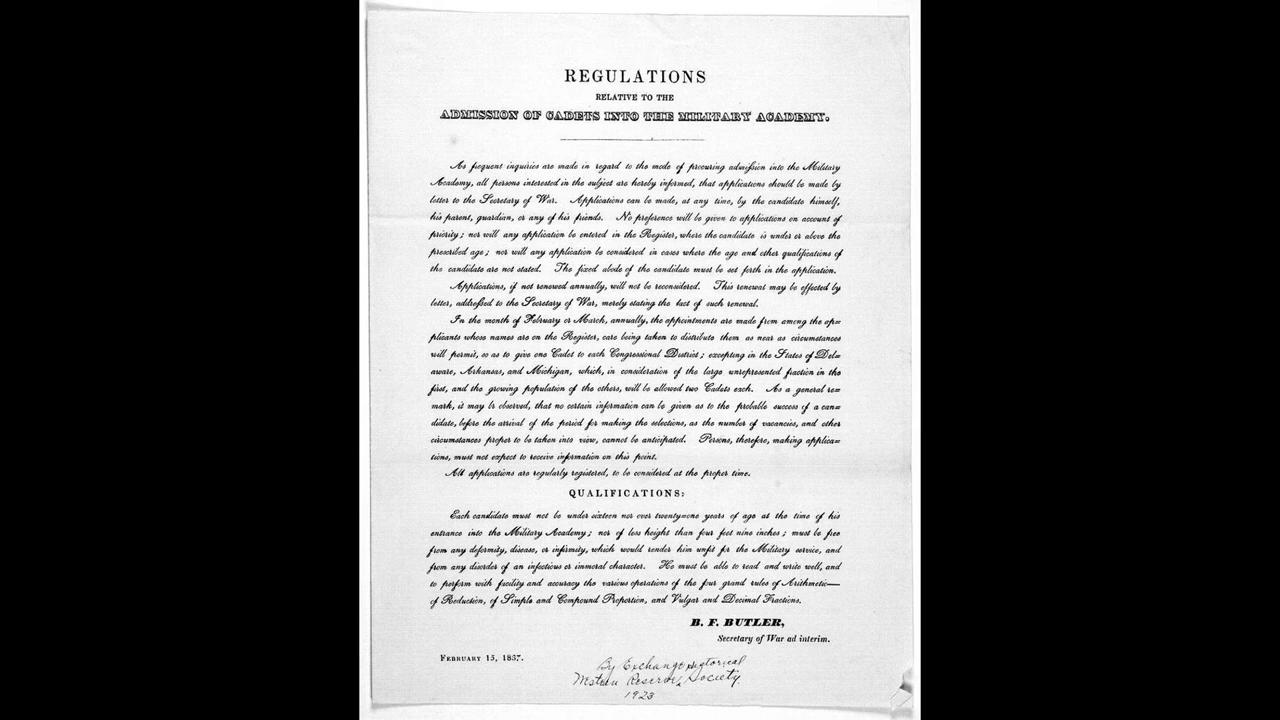 REGULATIONS
RELATIVE TO THE
ADMISSION OF CADETS INTO THE MILITARY ACADEMY.
As frequent inquiries are made in regard to the mode of procuring admission into the Military
Academy, all persons interested in the subject are hereby informed, that applications should be made by
letter to the Secretary of War. Applications can be made, at any time, by the candidate himself,
his parent, guardian, or any of his friends. No preference will be given to applications on account of
priority; nor will any application be entered in the Register, where the candidate is under or above the
prescribed age; nor will any application be considered in cases where the age and other qualifications of
the candidate are not stated. The fixed abode of the candidate must be set forth in the application.
Applications, if not renewed annually, will not be reconsidered. This renewal may be effected by
letter, addressed to the Secretary of War, merely stating the fact of such renewal.
In the month of February or March, annually, the appointments are made from among the ap=
plicants whose names are on the Register, care being taken to distribute them as near as circumstances
will permit, so as to give one Cadet to each Congressional District; excepting in the States of Del=
aware, Arkansas, and Michigan, which, in consideration of the large unrepresented fraction in the
first, and the growing population of the others, will be allowed two Cadets each. As a general re=
mark, it may be observed, that no certain information can be given as to the probable success of a can=
didate, before the arrival of the period for making the selections, as the number of vacancies, and other
circumstances proper to be taken into view, cannot be anticipated. Persons, therefore, making applica=
tions, must not expect to receive information on this point.
All applications are regularly registered, to be considered at the proper time.
QUALIFICATIONS:
Each candidate must not be under sixteen nor over twenty=one years of age at the time of his
entrance into the Military Academy; nor of less height than four feet nine inches; must be free
from any deformity, disease, or infirmity, which would render him unfit for the Military service, and
from any disorder of an infectious or immoral character. He must be able to read and write well, and
to perform with facility and accuracy the various operations of the four grand rules of Arithmetic—
of Reduction, of Simple and Compound Proportion, and Vulgar and Decimal Fractions.
B. F. BUTLER,
Secretary of War ad interim.
FEBRUARY 15, 1837.
By Exchange Historical
Western Reserve Society
1923